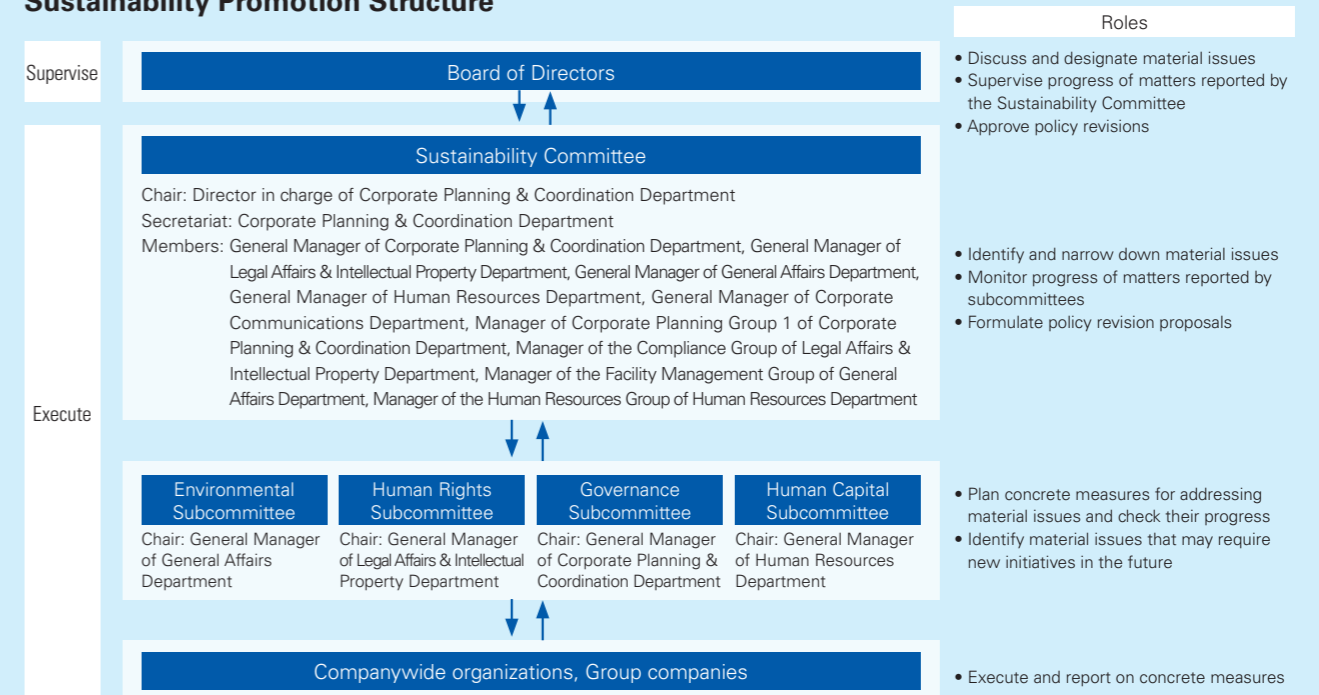 Sustainability Promotion Structure
Roles
Supervise
Board of Directors
• Discuss and designate material issues
• Supervise progress of matters reported by
the Sustainability Committee
• Approve policy revisions
Execute
Sustainability Committee
Chair: Director in charge of Corporate Planning & Coordination Department
Secretariat: Corporate Planning & Coordination Department
Members: General Manager of Corporate Planning & Coordination Department, General Manager of
Legal Affairs & Intellectual Property Department, General Manager of General Affairs Department,
General Manager of Human Resources Department, General Manager of Corporate
Communications Department, Manager of Corporate Planning Group 1 of Corporate
Planning & Coordination Department, Manager of the Compliance Group of Legal Affairs &
Intellectual Property Department, Manager of the Facility Management Group of General
Affairs Department, Manager of the Human Resources Group of Human Resources Department
• Identify and narrow down material issues
• Monitor progress of matters reported by
subcommittees
• Formulate policy revision proposals
Environmental
Subcommittee
Chair: General Manager
of General Affairs
Department
Human Rights
Subcommittee
Chair: General Manager
of Legal Affairs & Intellectual
Property Department
Governance
Subcommittee
Chair: General Manager
of Corporate Planning &
Coordination Department
Human Capital
Subcommittee
Chair: General Manager
of Human Resources
Department
• Plan concrete measures for addressing
material issues and check their progress
• Identify material issues that may require
new initiatives in the future
Companywide organizations, Group companies
• Execute and report on concrete measures